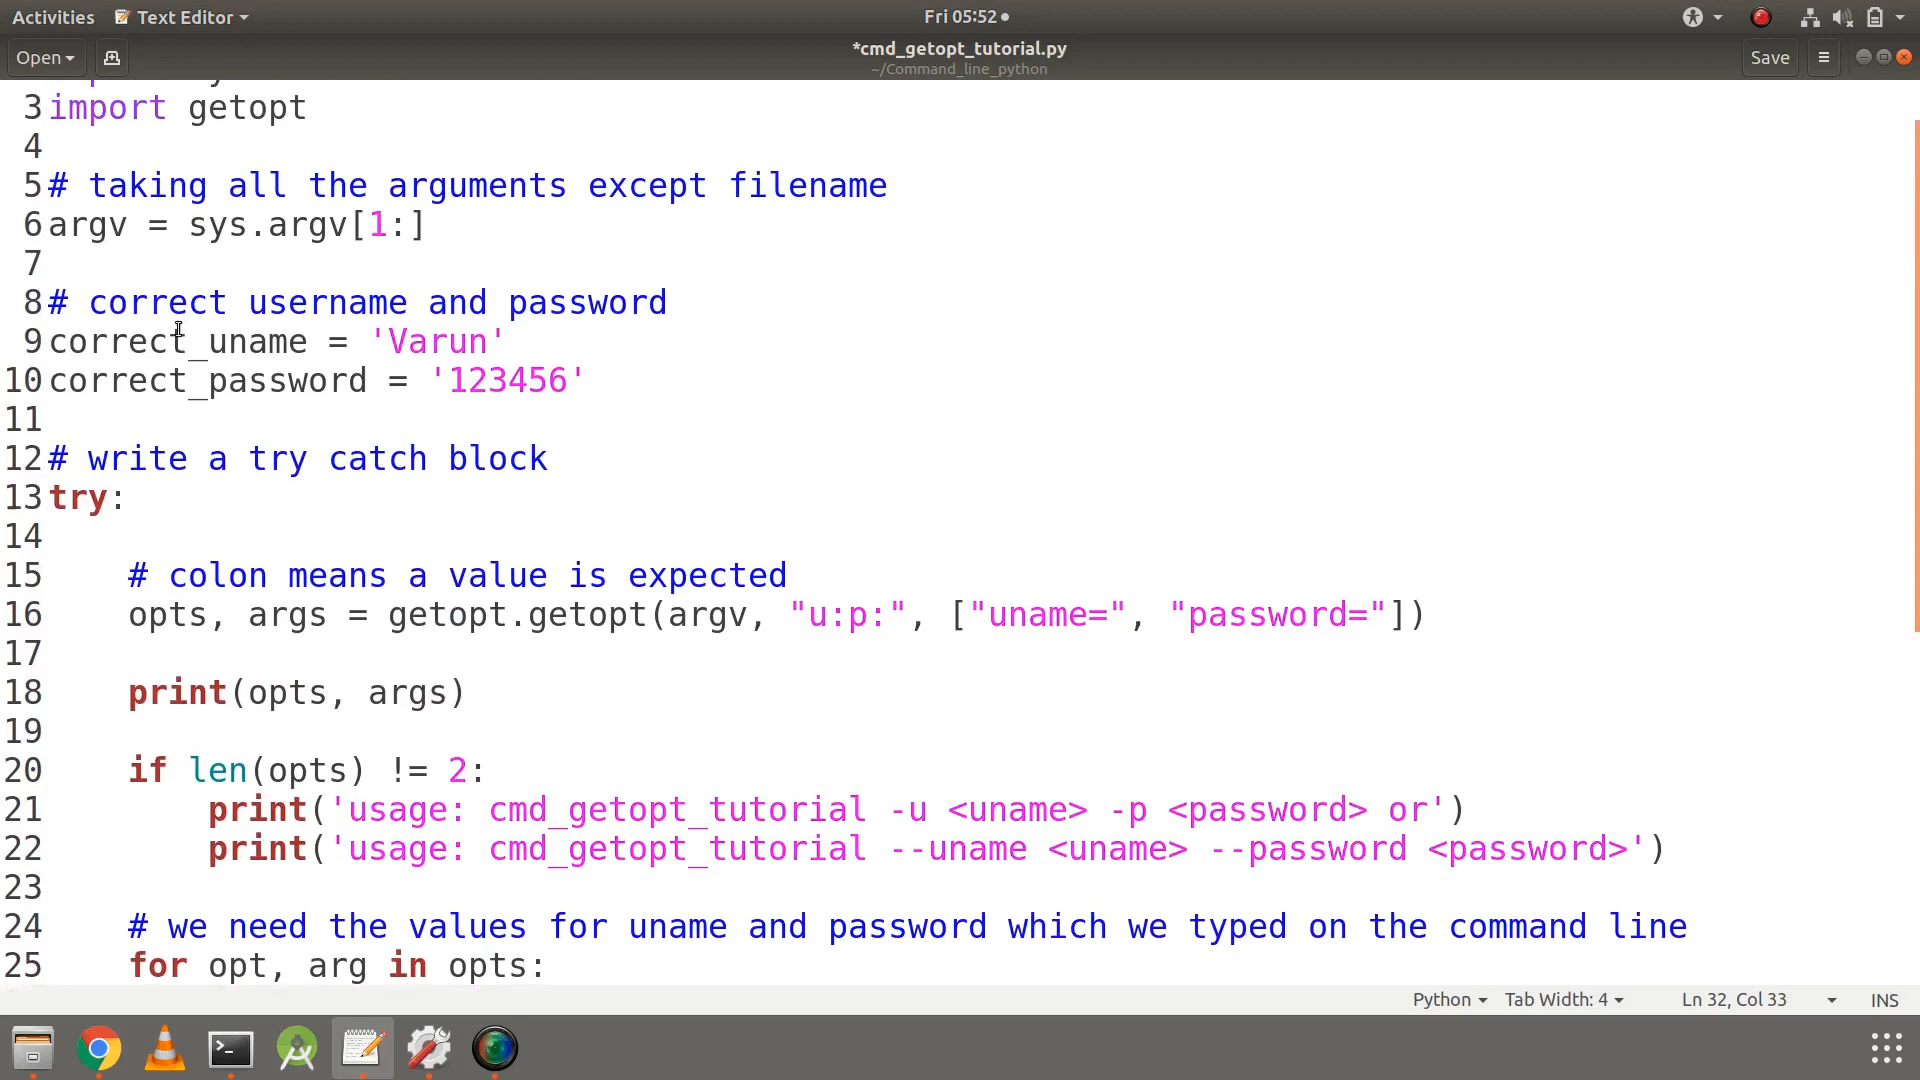 Activities Text Editor Fri 05:52
Open *cmd_getopt_tutorial.py Save
~/Command_line_python
3 import getopt
4
5 # taking all the arguments except filename
6 argv = sys.argv[1:]
7
8 # correct username and password
9 correct_uname = 'Varun'
10 correct_password = '123456'
11
12 # write a try catch block
13 try:
14
15     # colon means a value is expected
16     opts, args = getopt.getopt(argv, "u:p:", ["uname=", "password="])
17
18     print(opts, args)
19
20     if len(opts) != 2:
21         print('usage: cmd_getopt_tutorial -u <uname> -p <password> or')
22         print('usage: cmd_getopt_tutorial --uname <uname> --password <password>')
23
24     # we need the values for uname and password which we typed on the command line
25     for opt, arg in opts:
Python Tab Width: 4 Ln 32, Col 33 INS